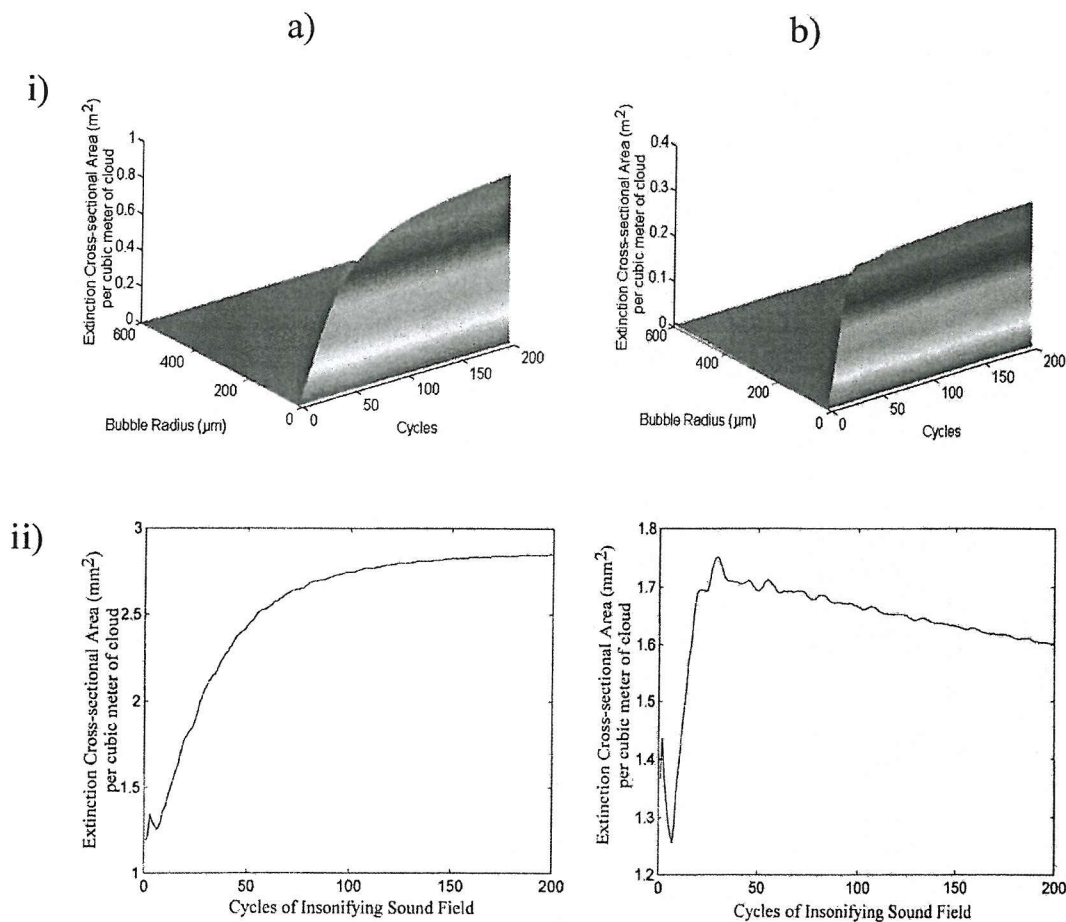 a)
b)
i)
Extinction Cross-sectional Area (m²)
per cubic meter of cloud
1
0.8
0.6
0.4
0.2
0
600
400
200
0
Bubble Radius (µm)
0
50
100
150
200
Cycles
Extinction Cross-sectional Area (m²)
per cubic meter of cloud
0.4
0.3
0.2
0.1
0
600
400
200
0
Bubble Radius (µm)
0
50
100
150
200
Cycles
ii)
Extinction Cross-sectional Area (mm²)
per cubic meter of cloud
3
2.5
2
1.5
1
0
50
100
150
200
Cycles of Insonifying Sound Field
Extinction Cross-sectional Area (mm²)
per cubic meter of cloud
1.8
1.7
1.6
1.5
1.4
1.3
1.2
0
50
100
150
200
Cycles of Insonifying Sound Field